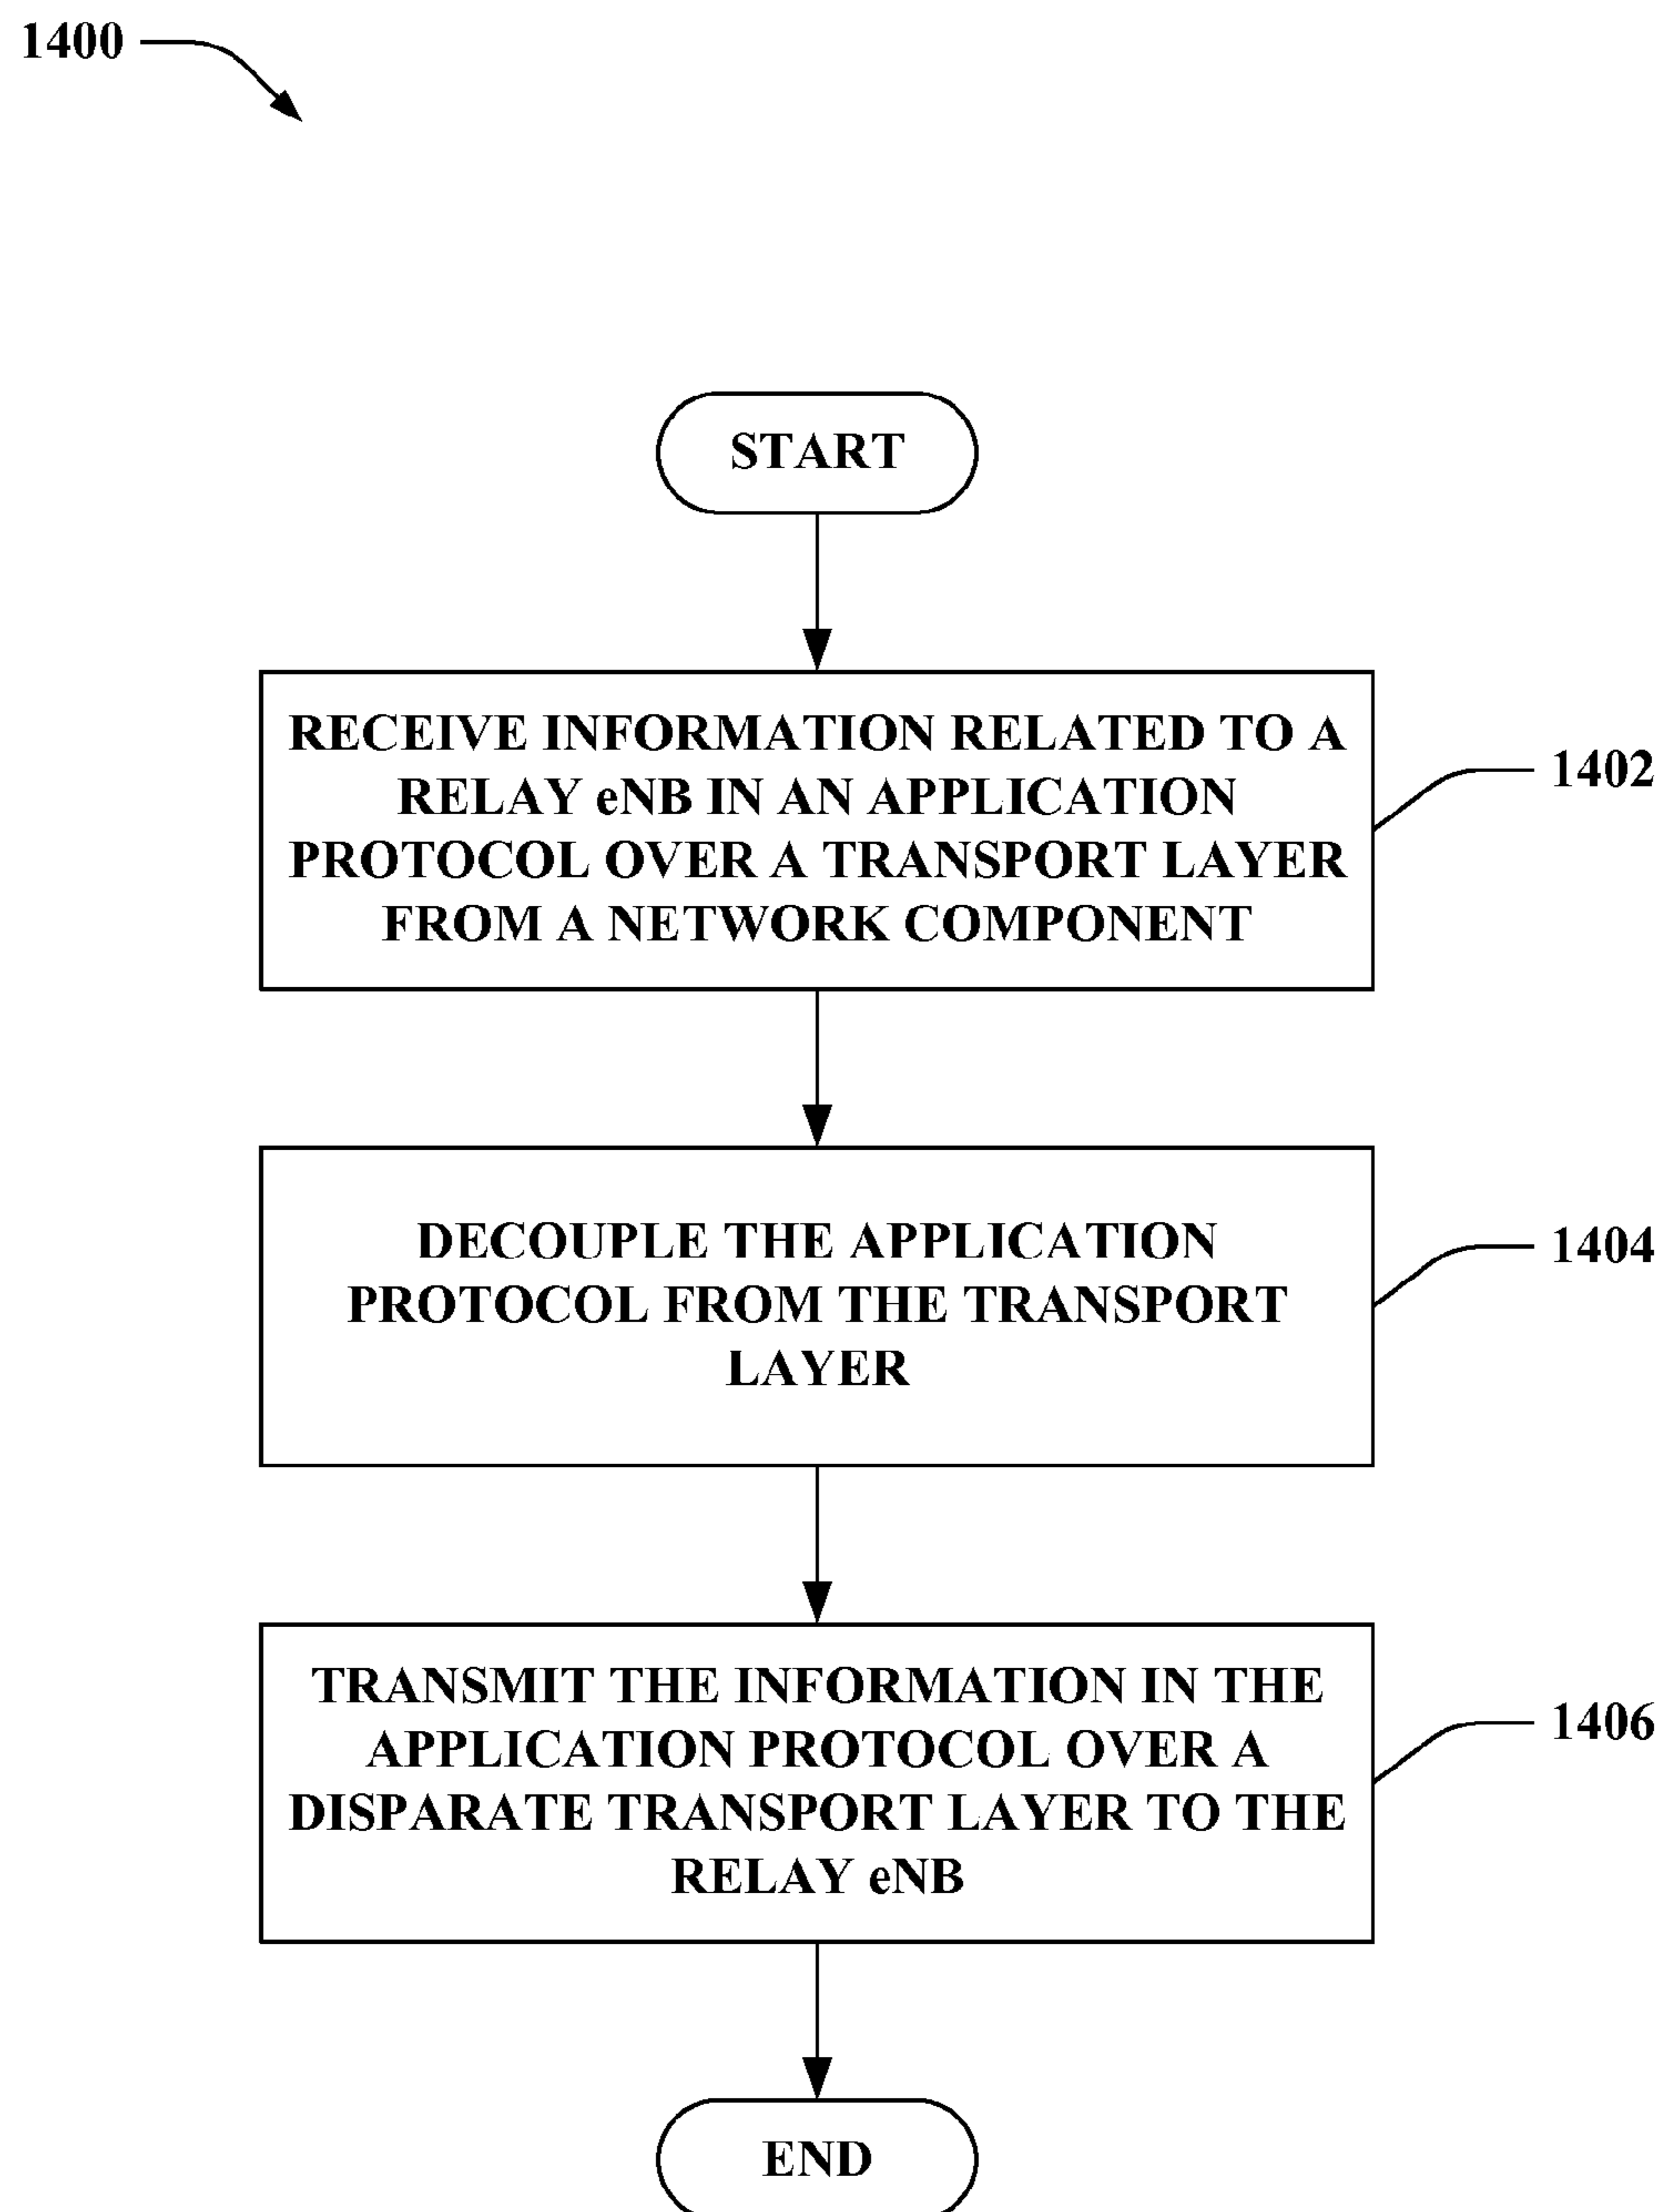 1400
START
RECEIVE INFORMATION RELATED TO A
RELAY eNB IN AN APPLICATION
PROTOCOL OVER A TRANSPORT LAYER
FROM A NETWORK COMPONENT
1402
DECOUPLE THE APPLICATION
PROTOCOL FROM THE TRANSPORT
LAYER
1404
TRANSMIT THE INFORMATION IN THE
APPLICATION PROTOCOL OVER A
DISPARATE TRANSPORT LAYER TO THE
RELAY eNB
1406
END